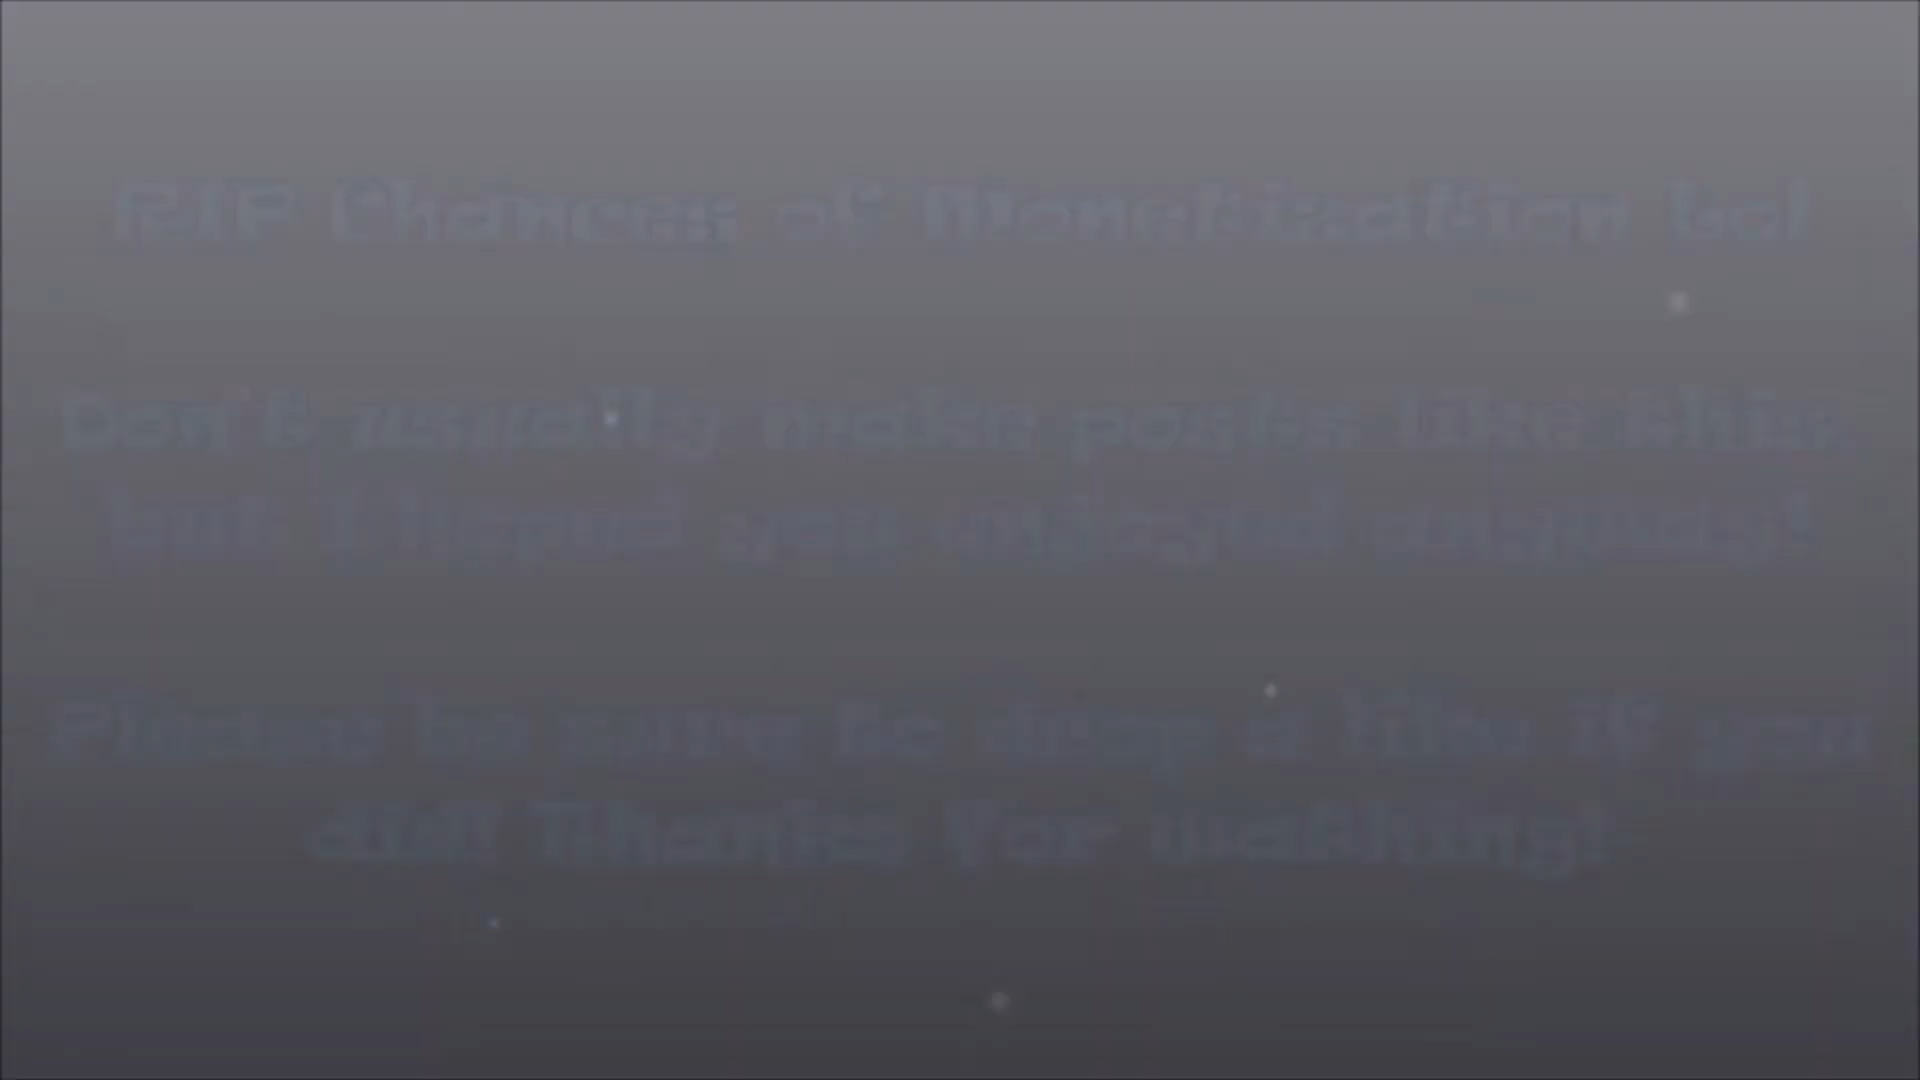 RIP Chances of Monetization lol
Don't usually make posts like this,
but I hoped you enjoyed anyways!
Please be sure to drop a like if you
did! Thanks for watching!